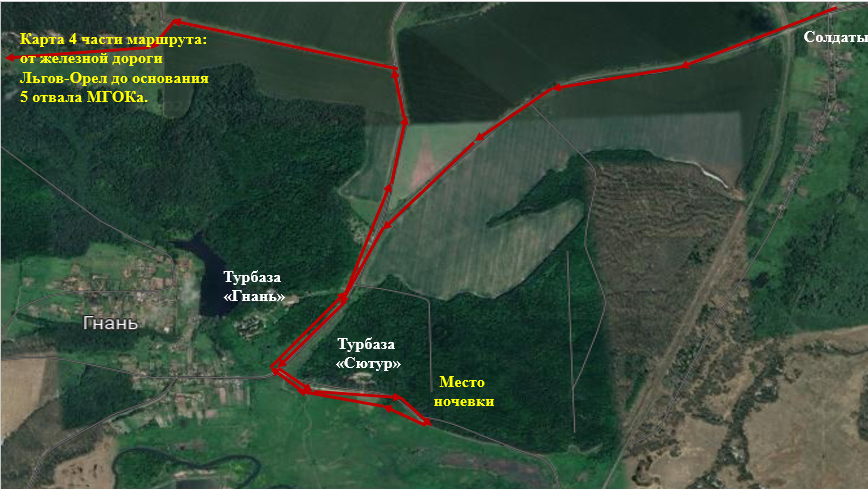 Карта 4 части маршрута:
от железной дороги
Льгов-Орел до основания
5 отвала МГОКа.
Солдаты
Турбаза
«Гнань»
Гнань
Турбаза
«Сютур»
Место
ночевки